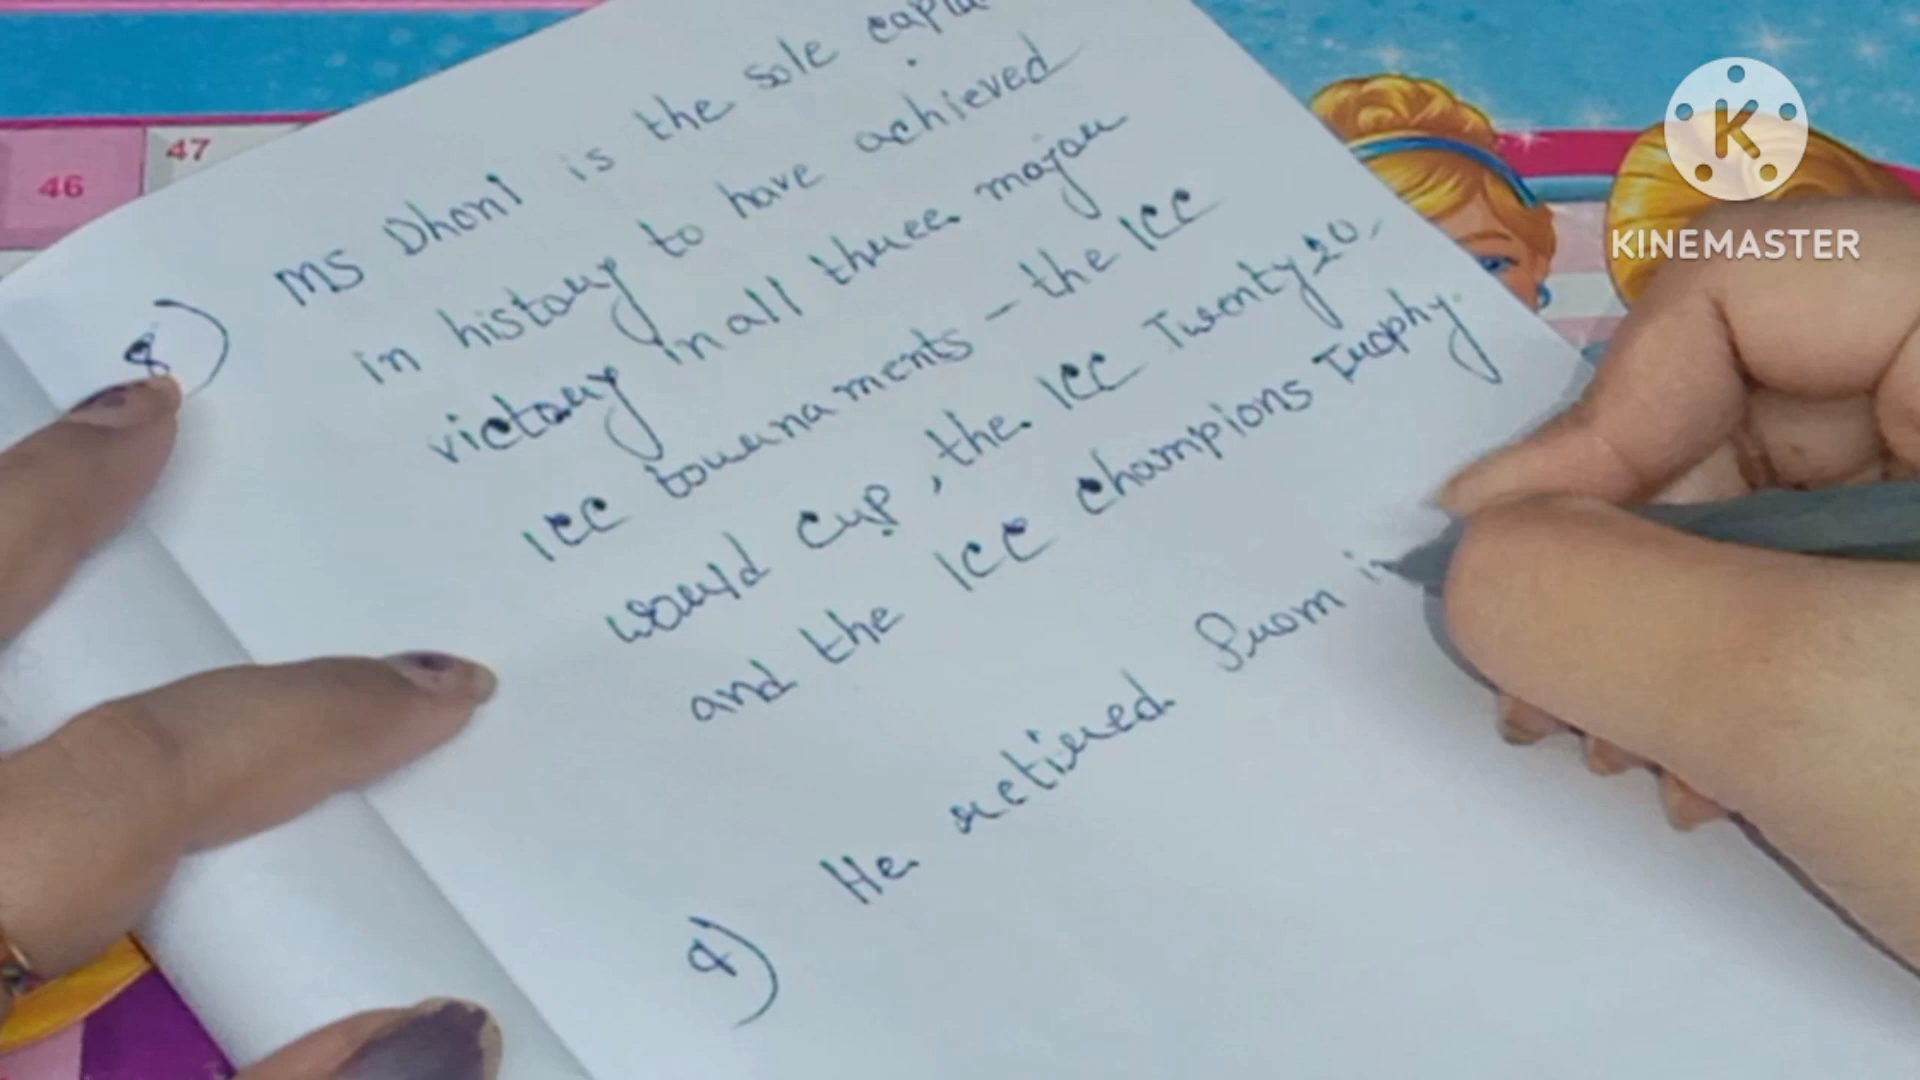 46
47
KINEMASTER
8) MS Dhoni is the sole
in history to have achieved
victory in all three major
ICC tournaments - the ICC
World Cup, the ICC Twenty20,
and the ICC Champions Trophy.
9) He retired from